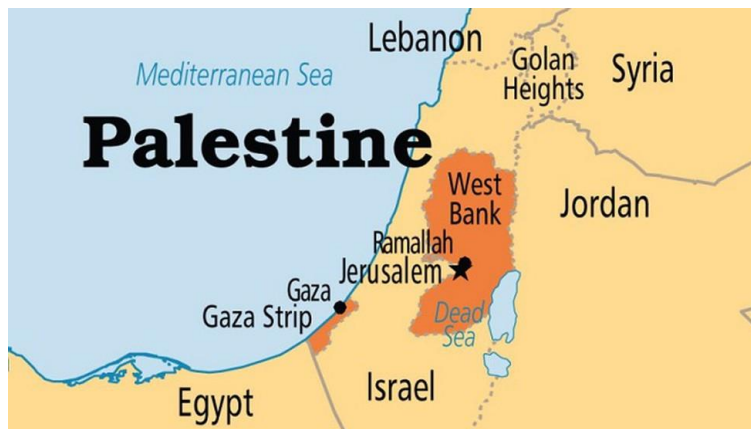 Lebanon
Golan
Heights
Syria
Mediterranean Sea
Palestine
West
Bank
Jordan
Ramallah
Jerusalem
Gaza
Gaza Strip
Dead
Sea
Israel
Egypt